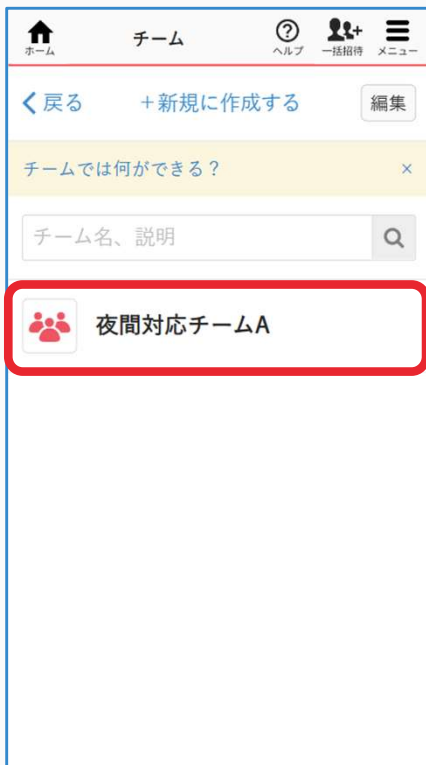 チーム
ホーム
ヘルプ
一括招待
メニュー
戻る
+新規に作成する
編集
チームでは何ができる？
×
チーム名、説明
夜間対応チームA